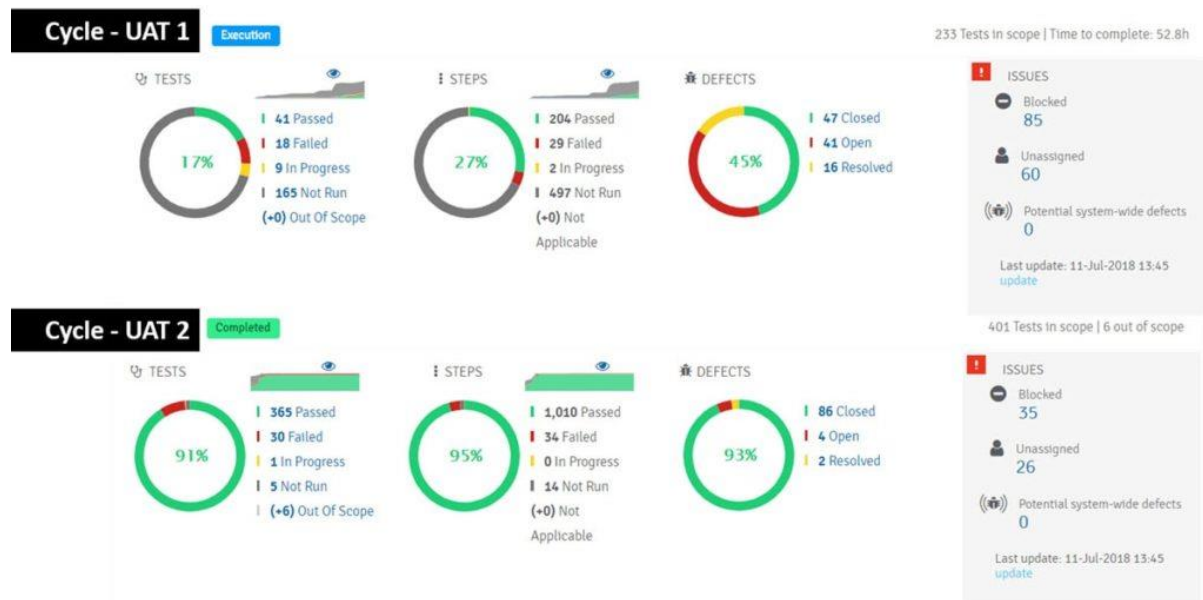 Cycle - UAT 1
Execution
233 Tests in scope | Time to complete: 52.8h
TESTS
17%
41 Passed
18 Failed
9 In Progress
165 Not Run
(+0) Out Of Scope
STEPS
27%
204 Passed
29 Failed
2 In Progress
497 Not Run
(+0) Not
Applicable
DEFECTS
45%
47 Closed
41 Open
16 Resolved
ISSUES
Blocked
85
Unassigned
60
Potential system-wide defects
0
Last update: 11-Jul-2018 13:45
update
Cycle - UAT 2
Completed
401 Tests in scope | 6 out of scope
TESTS
91%
365 Passed
30 Failed
1 In Progress
5 Not Run
(+6) Out Of Scope
STEPS
95%
1,010 Passed
34 Failed
0 In Progress
14 Not Run
(+0) Not
Applicable
DEFECTS
93%
86 Closed
4 Open
2 Resolved
ISSUES
Blocked
35
Unassigned
26
Potential system-wide defects
0
Last update: 11-Jul-2018 13:45
update